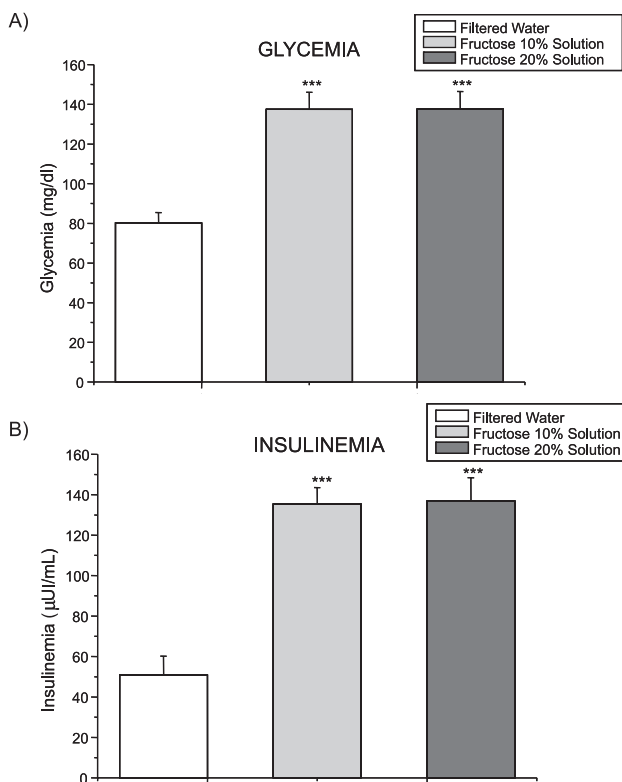 A)
GLYCEMIA
Filtered Water
Fructose 10% Solution
Fructose 20% Solution
Glycemia (mg/dl)
160
140
120
100
80
60
40
20
0
***
***
B)
INSULINEMIA
Filtered Water
Fructose 10% Solution
Fructose 20% Solution
Insulinemia ( μUI/mL)
160
140
120
100
80
60
40
20
0
***
***